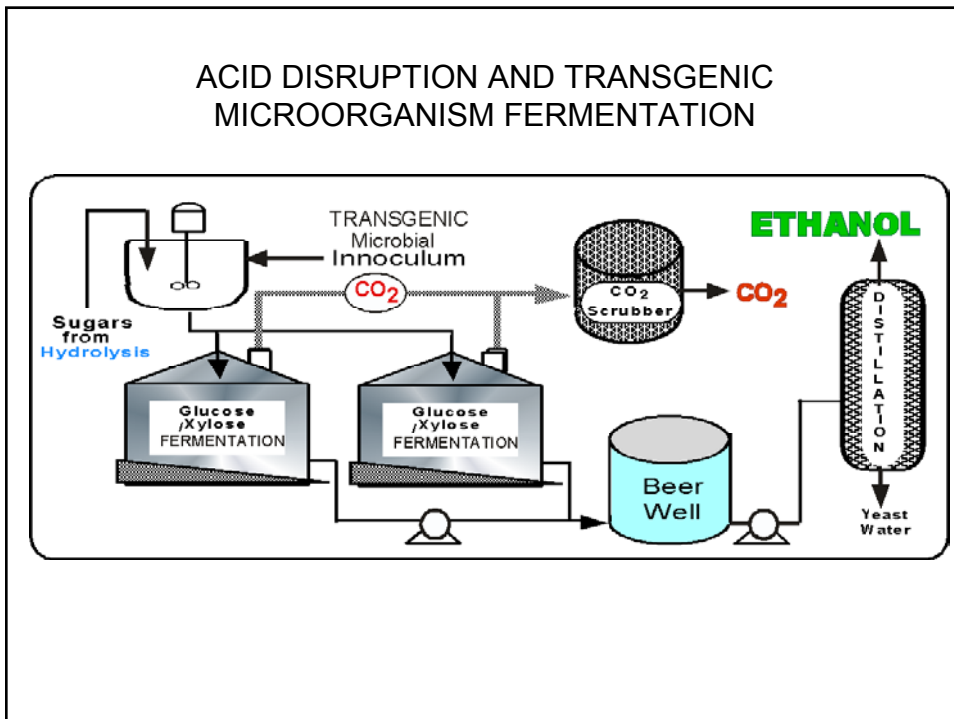 ACID DISRUPTION AND TRANSGENIC
MICROORGANISM FERMENTATION
TRANSGENIC
Microbial
Innoculum
CO2
Sugars
from
Hydrolysis
Glucose
/Xylose
FERMENTATION
Glucose
/Xylose
FERMENTATION
CO2
Scrubber
CO2
Beer
Well
ETHANOL
DISTILLATION
Yeast
Water